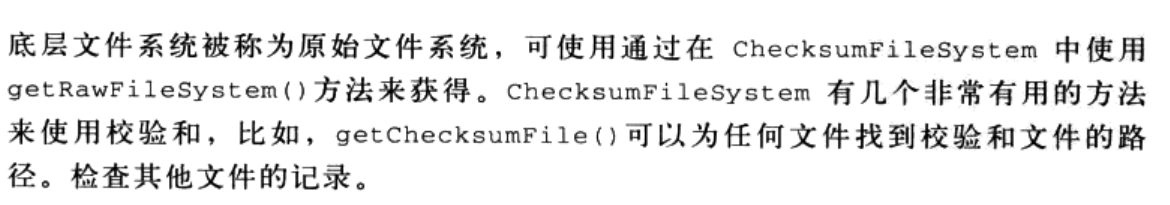 底层文件系统被称为原始文件系统，可使用通过在 ChecksumFileSystem 中使用
getRawFileSystem()方法来获得。ChecksumFileSystem 有几个非常有用的方法
来使用校验和，比如，getChecksumFile()可以为任何文件找到校验和文件的路
径。检查其他文件的记录。